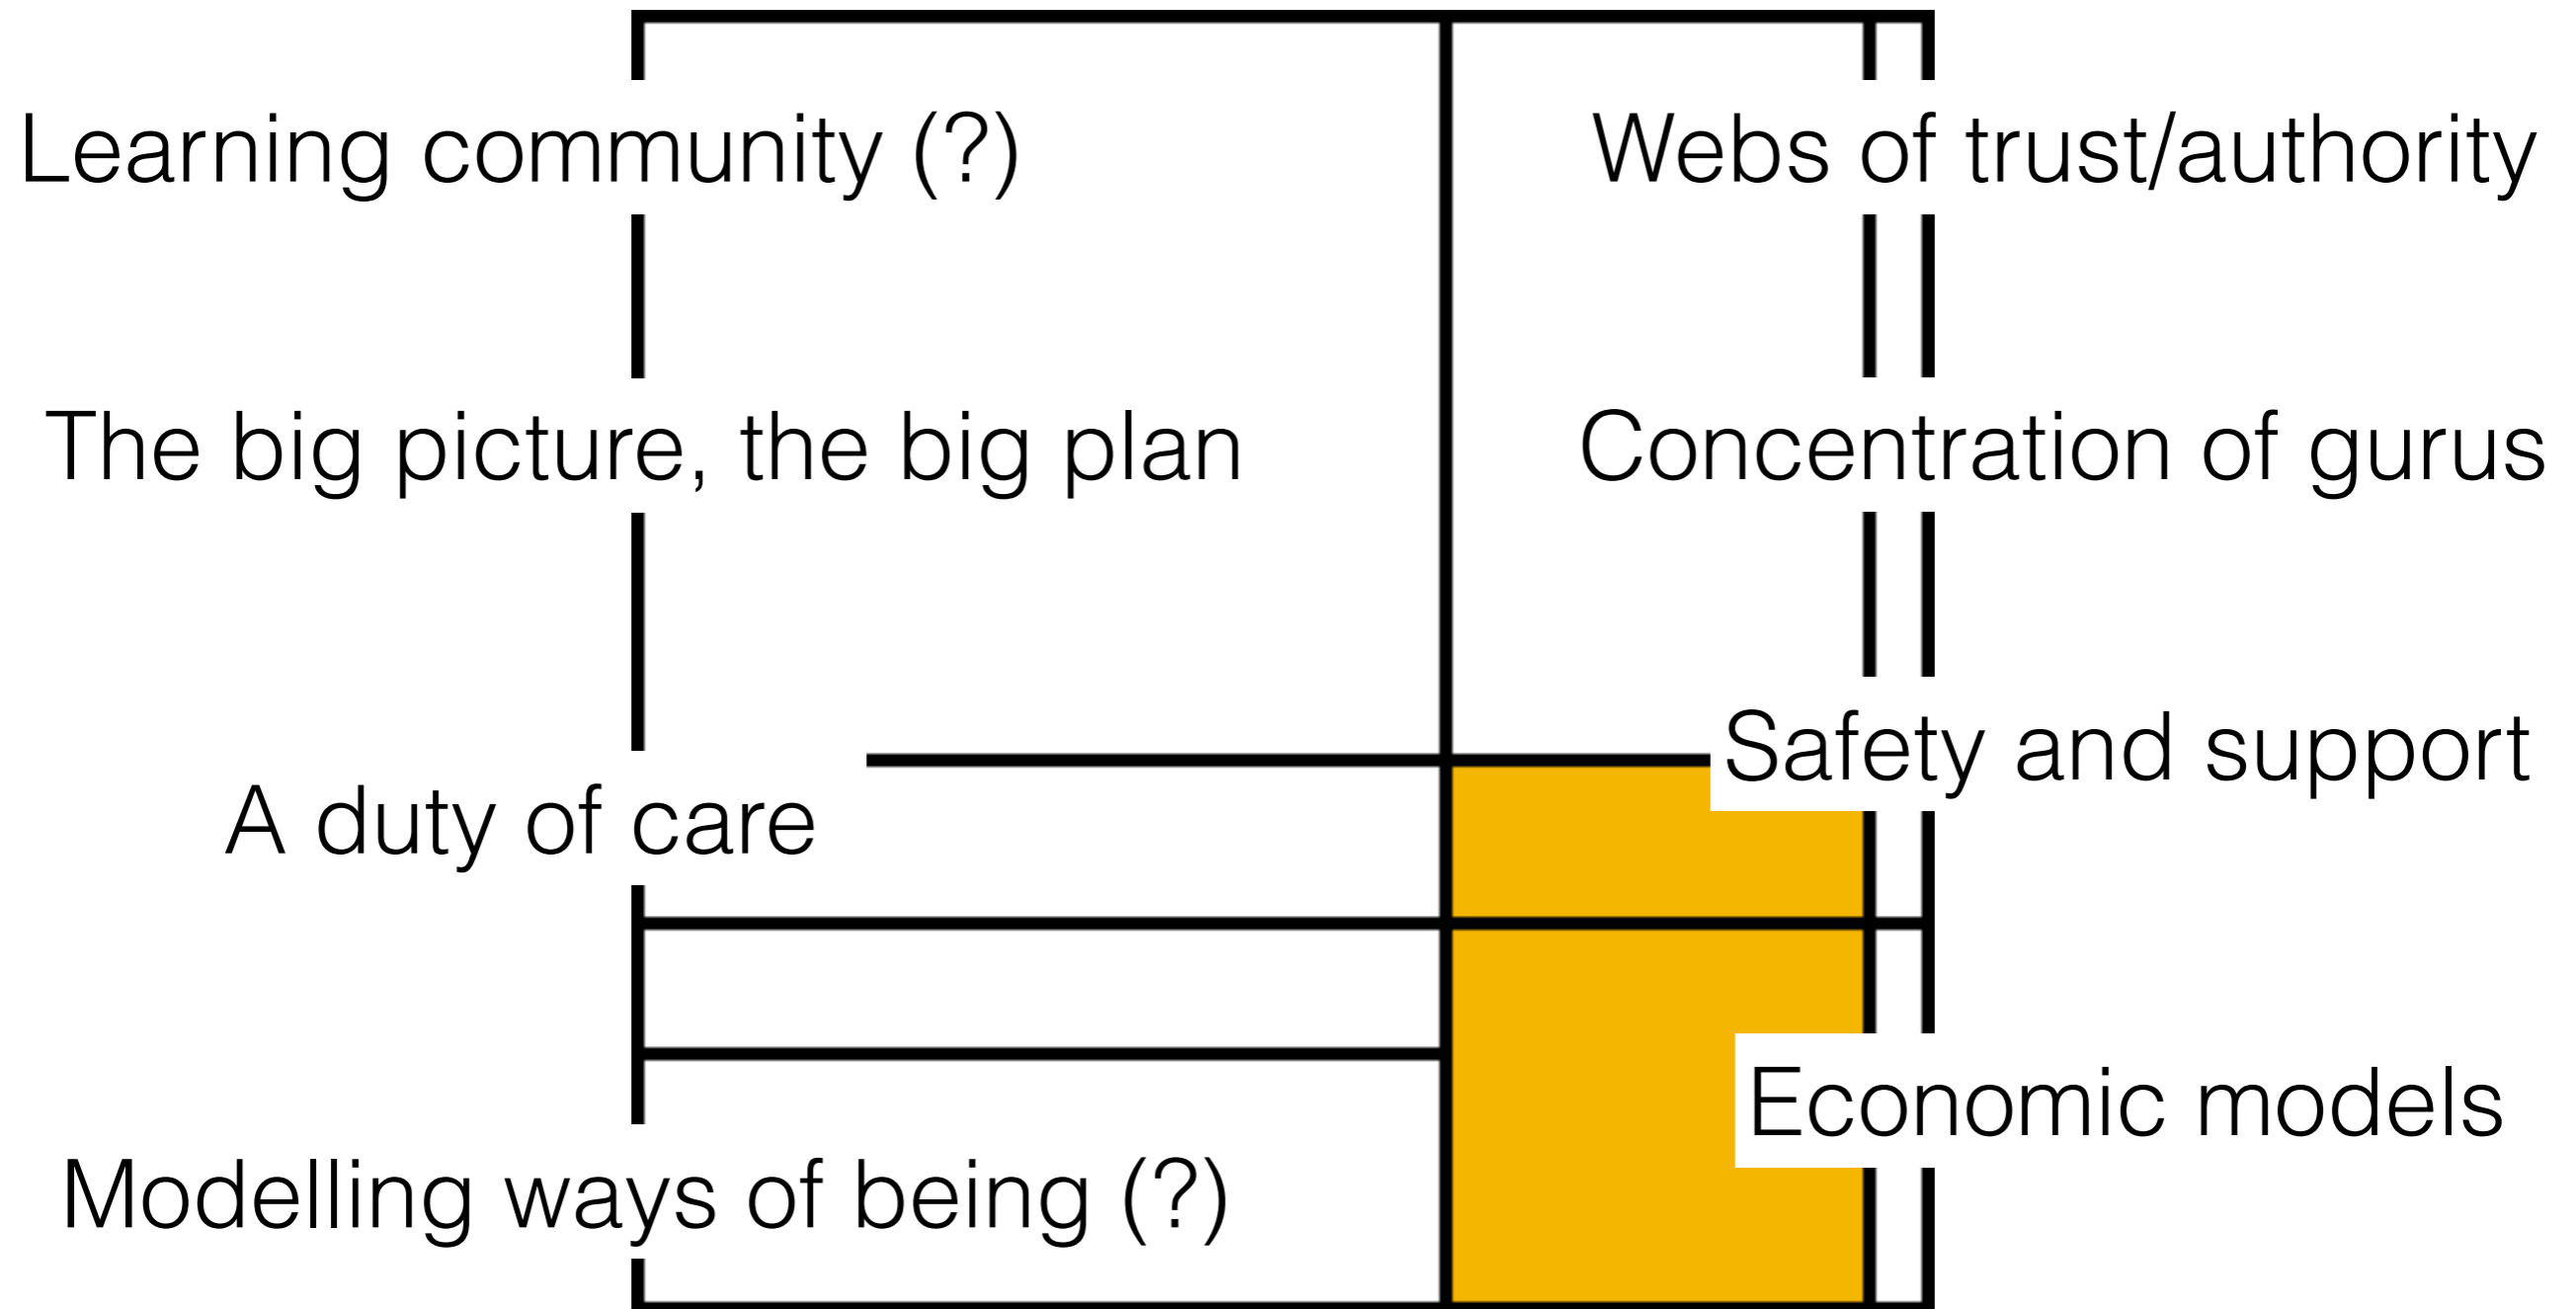 Learning community (?)
Webs of trust/authority
The big picture, the big plan
Concentration of gurus
Safety and support
A duty of care
Economic models
Modelling ways of being (?)